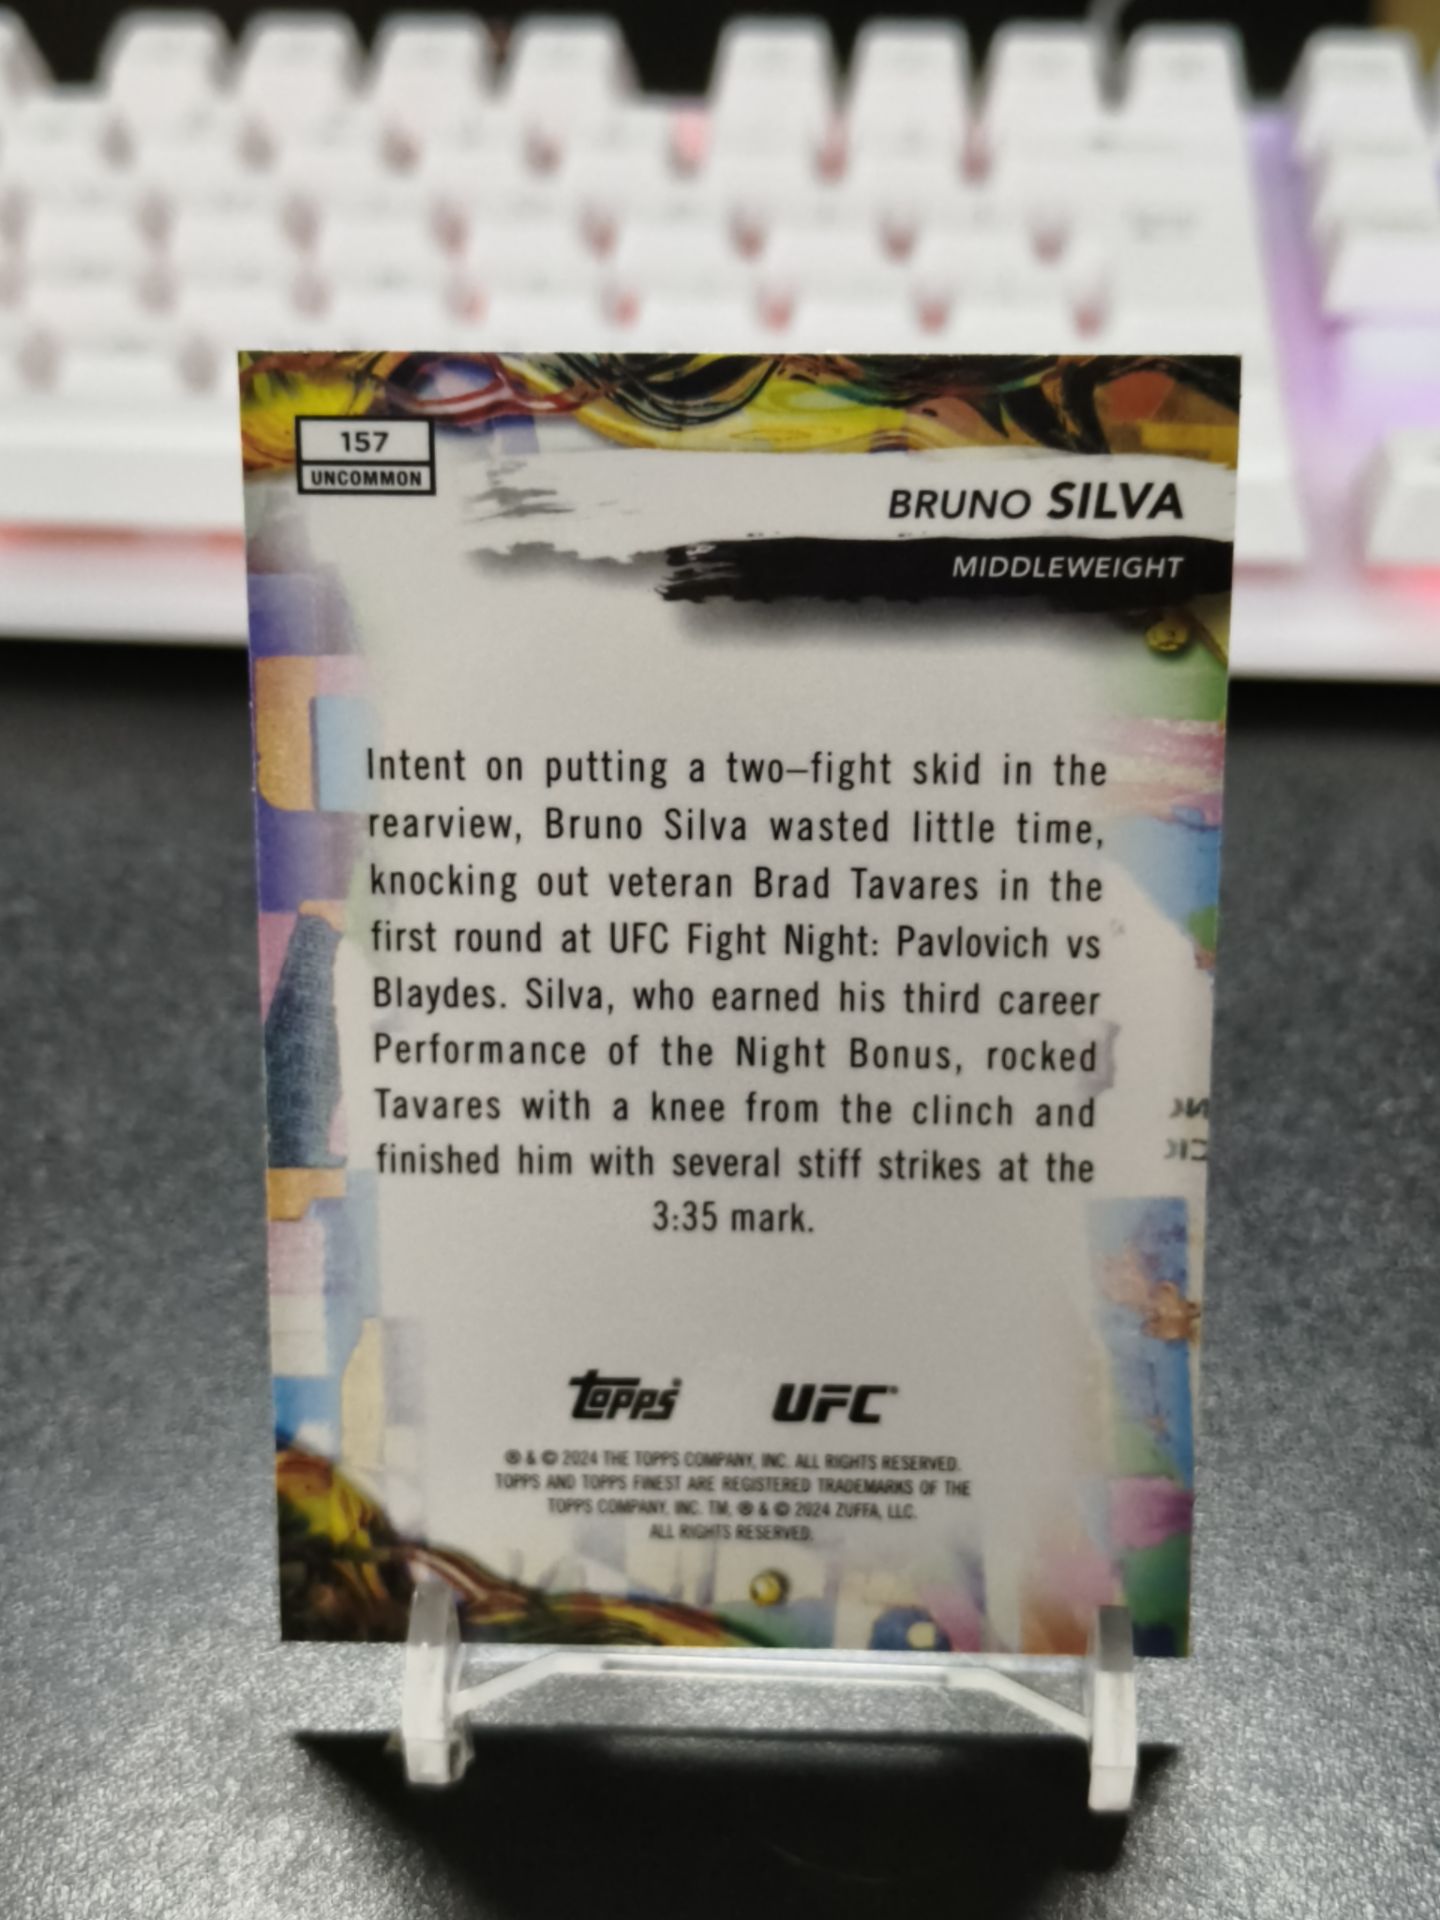 157
UNCOMMON
BRUNO SILVA
MIDDLEWEIGHT
Intent on putting a two–fight skid in the
rearview, Bruno Silva wasted little time,
knocking out veteran Brad Tavares in the
first round at UFC Fight Night: Pavlovich vs
Blaydes. Silva, who earned his third career
Performance of the Night Bonus, rocked
Tavares with a knee from the clinch and
finished him with several stiff strikes at the
3:35 mark.
topps® UFC®
® & © 2024 THE TOPPS COMPANY, INC. ALL RIGHTS RESERVED.
TOPPS AND TOPPS FINEST ARE REGISTERED TRADEMARKS OF THE
TOPPS COMPANY, INC. TM, ® & © 2024 ZUFFA, LLC.
ALL RIGHTS RESERVED.